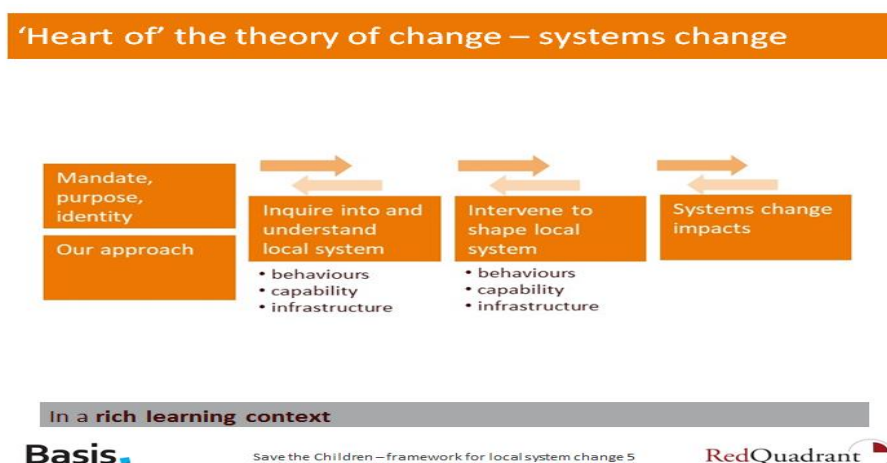 'Heart of' the theory of change – systems change
Mandate,
purpose,
identity
Our approach
Inquire into and
understand
local system
• behaviours
• capability
• infrastructure
Intervene to
shape local
system
• behaviours
• capability
• infrastructure
Systems change
impacts
In a rich learning context
Basis.
Save the Children – framework for local system change 5
RedQuadrant